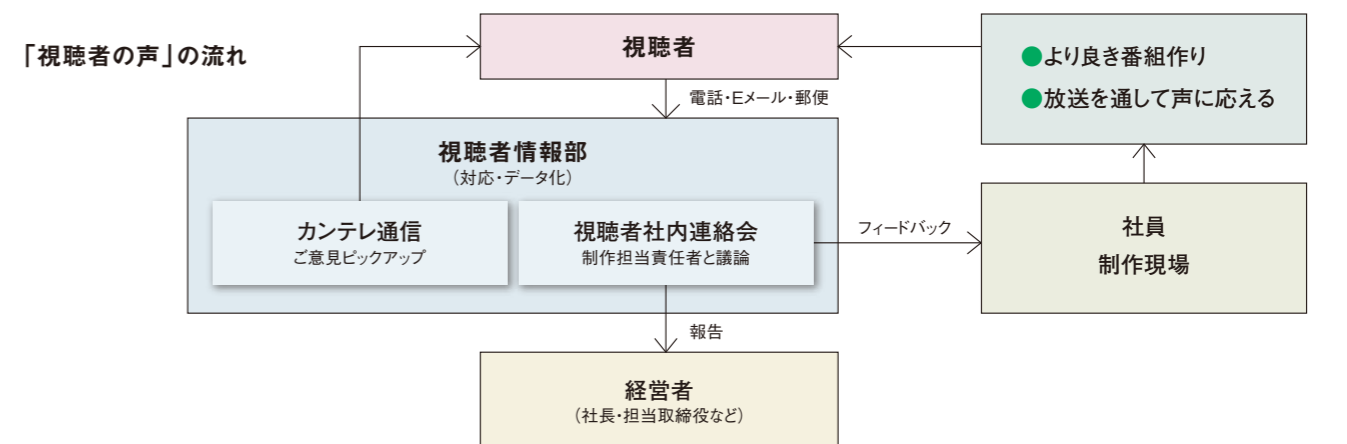 「視聴者の声」の流れ
視聴者
●より良き番組作り
●放送を通して声に応える
電話・Eメール・郵便
視聴者情報部
（対応・データ化）
カンテレ通信
ご意見ピックアップ
視聴者社内連絡会
制作担当責任者と議論
フィードバック
社員
制作現場
報告
経営者
（社長・担当取締役など）